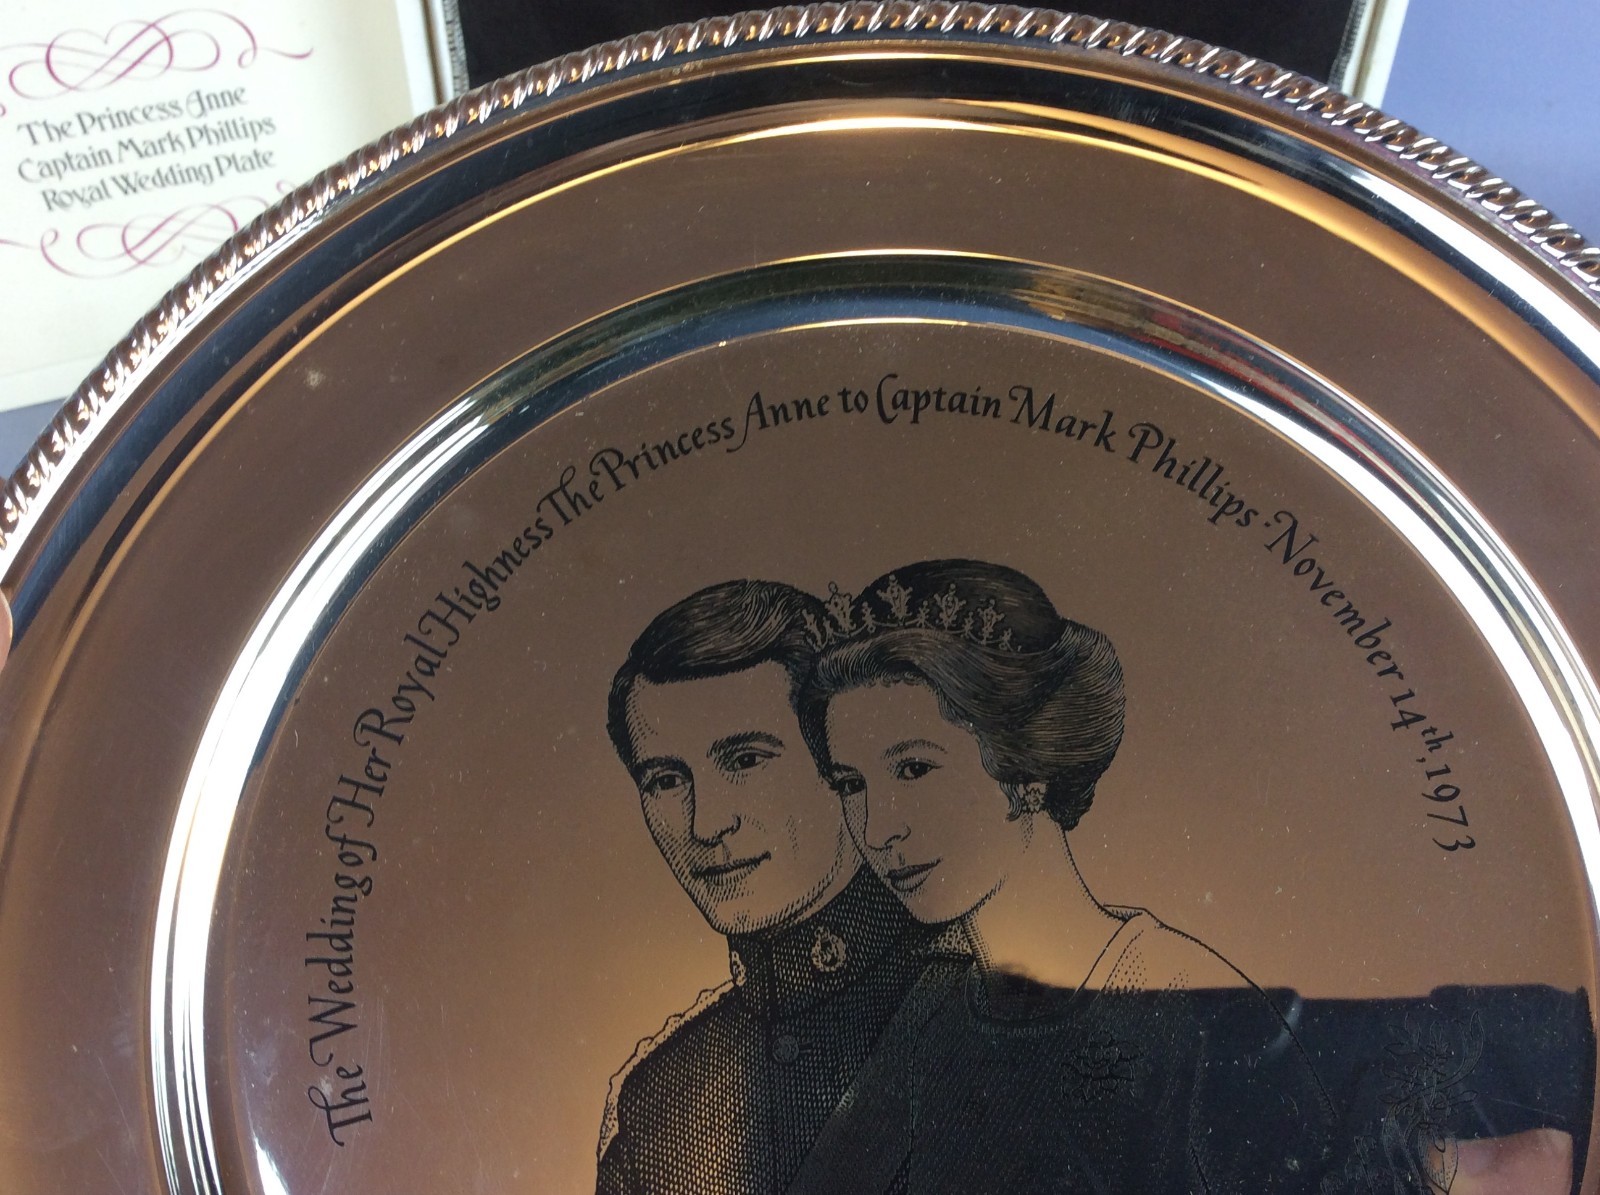 The Princess Anne
Captain Mark Phillips
Royal Wedding Plate
The Wedding of Her Royal Highness The Princess Anne to Captain Mark Phillips · November 14th, 1973